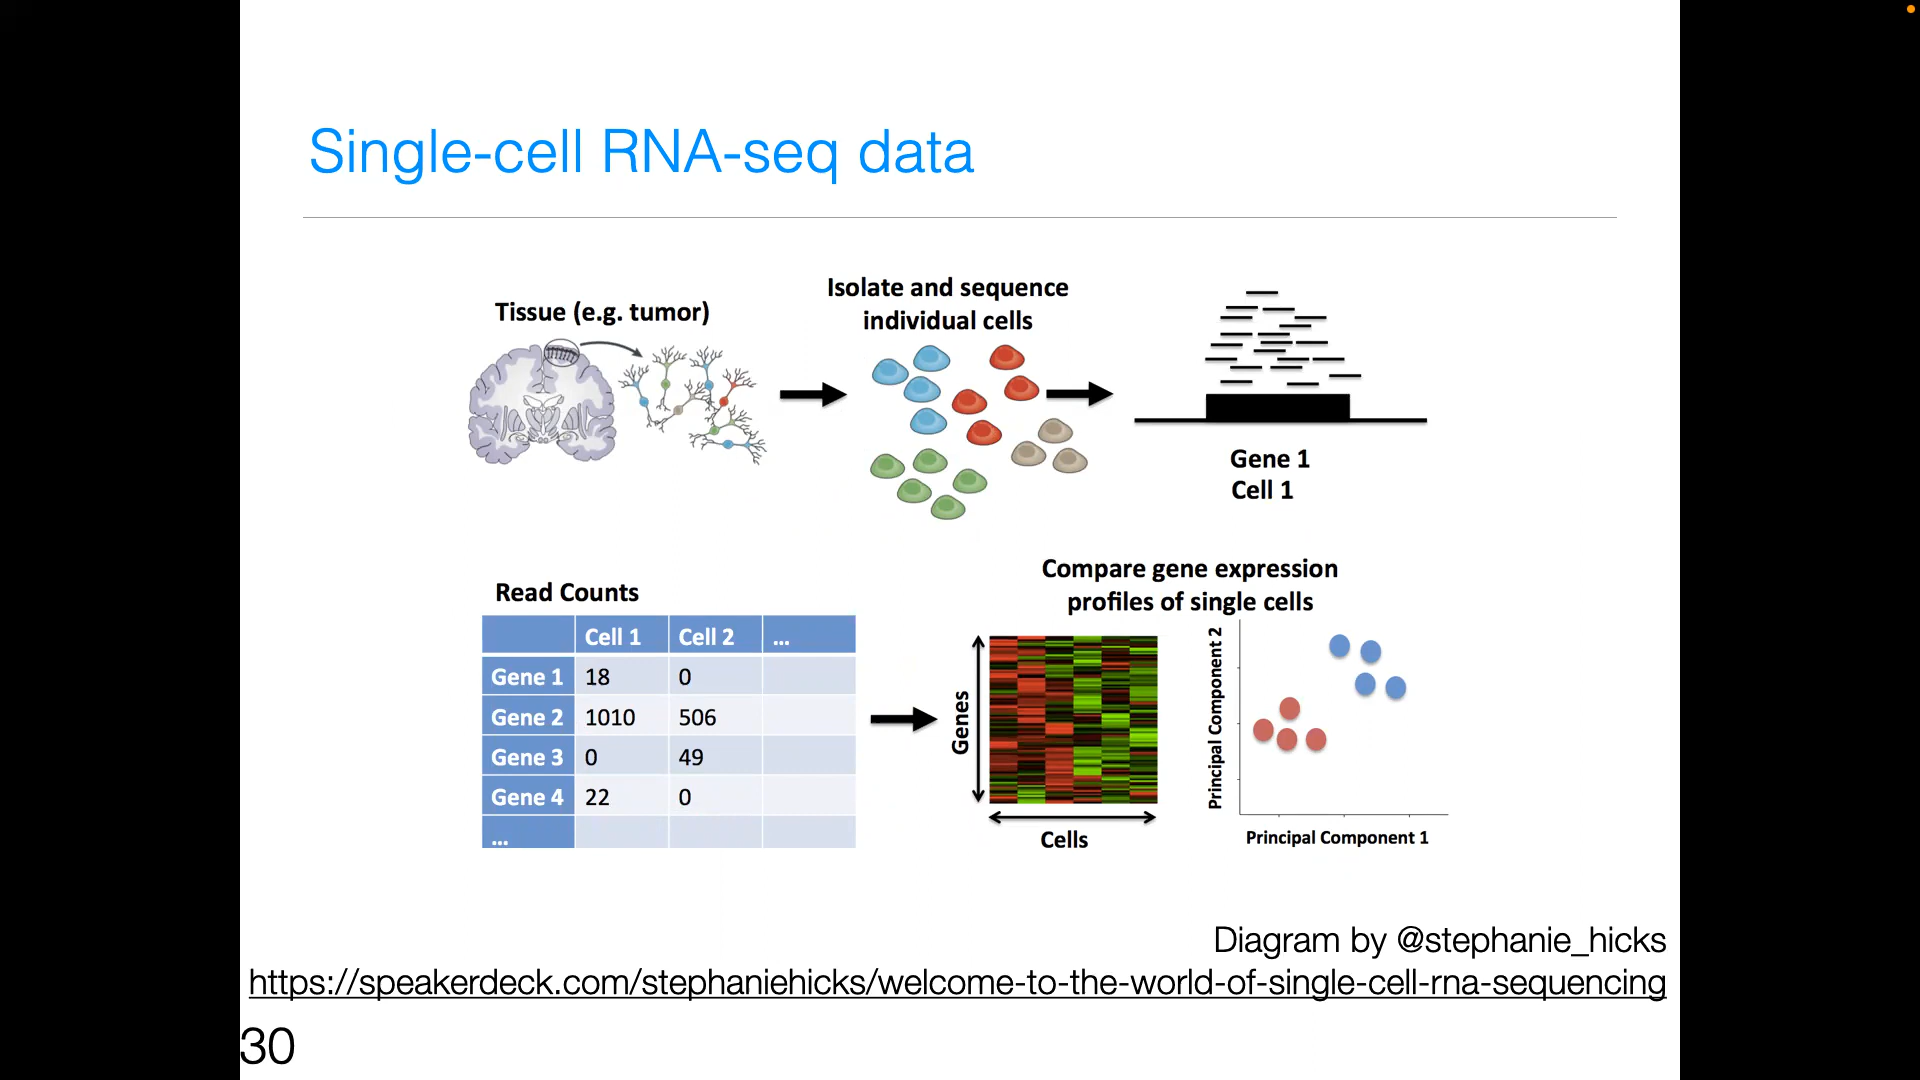 Single-cell RNA-seq data
Tissue (e.g. tumor)
Isolate and sequence
individual cells
Gene 1
Cell 1
Read Counts
Cell 1 Cell 2 ...
Gene 1 18 0
Gene 2 1010 506
Gene 3 0 49
Gene 4 22 0
...
Compare gene expression
profiles of single cells
Genes
Cells
Principal Component 2
Principal Component 1
Diagram by @stephanie_hicks
https://speakerdeck.com/stephaniehicks/welcome-to-the-world-of-single-cell-rna-sequencing
30